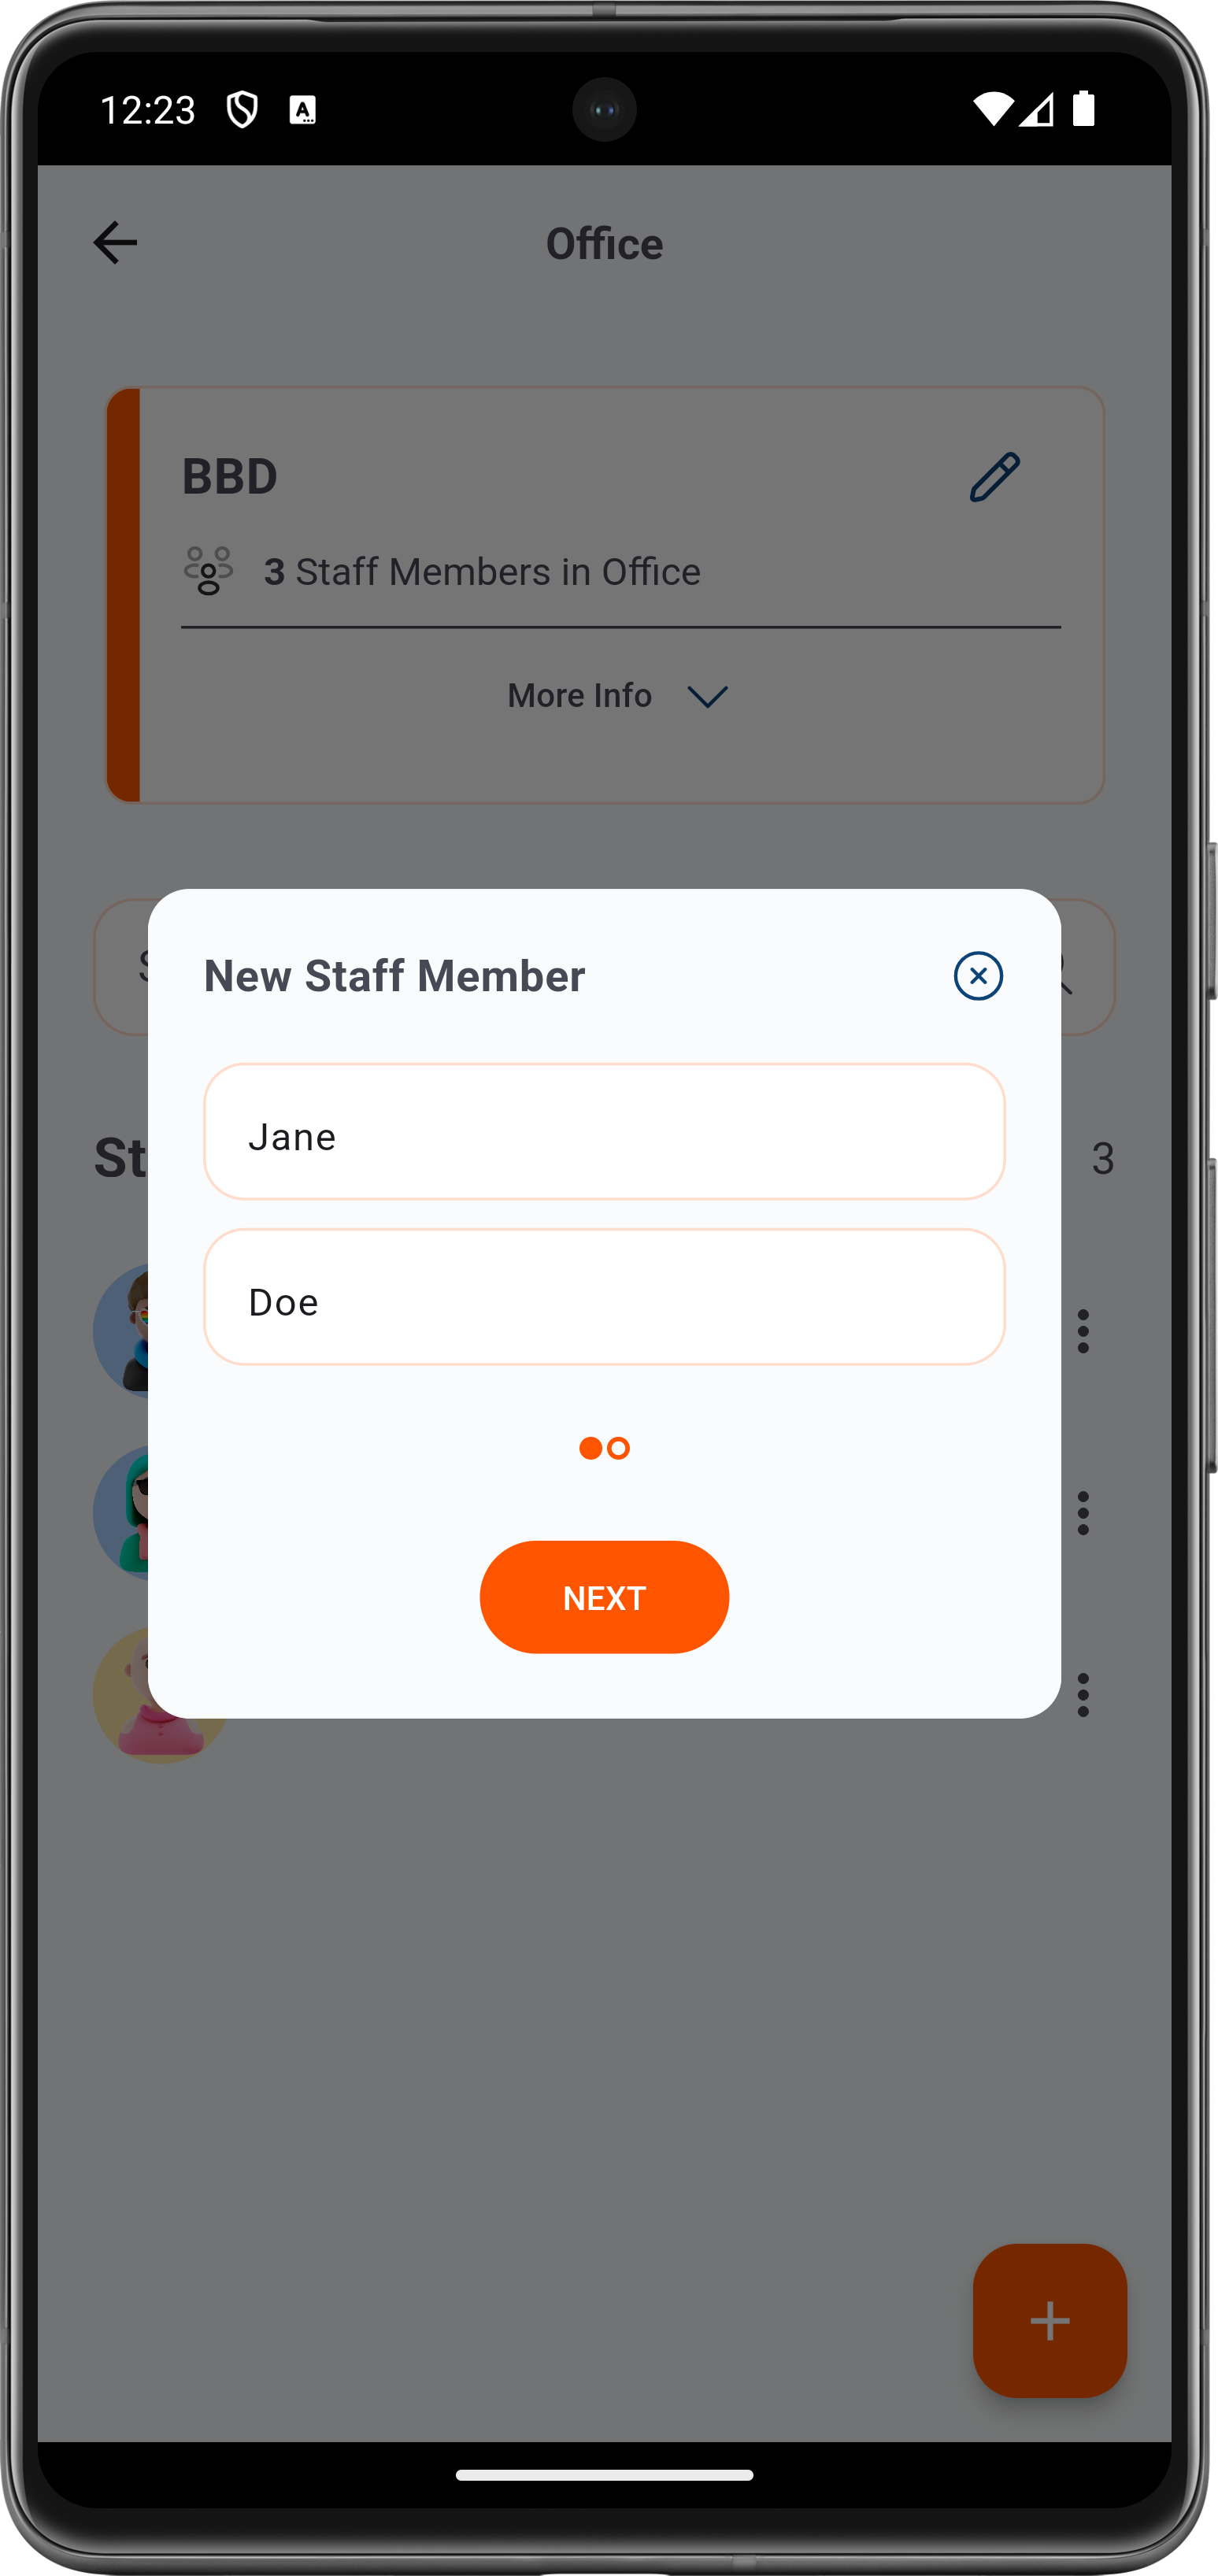 12:23
Office
BBD
3 Staff Members in Office
More Info
New Staff Member
Jane
St
3
Doe
NEXT